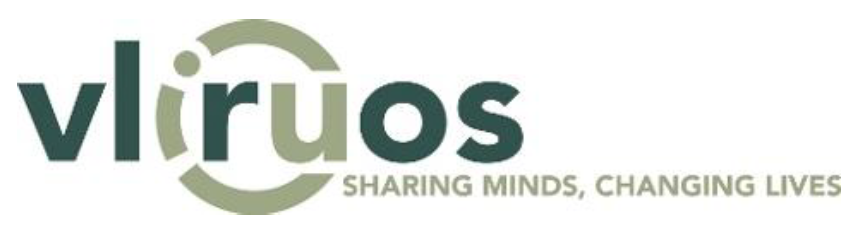 vliruos
SHARING MINDS, CHANGING LIVES